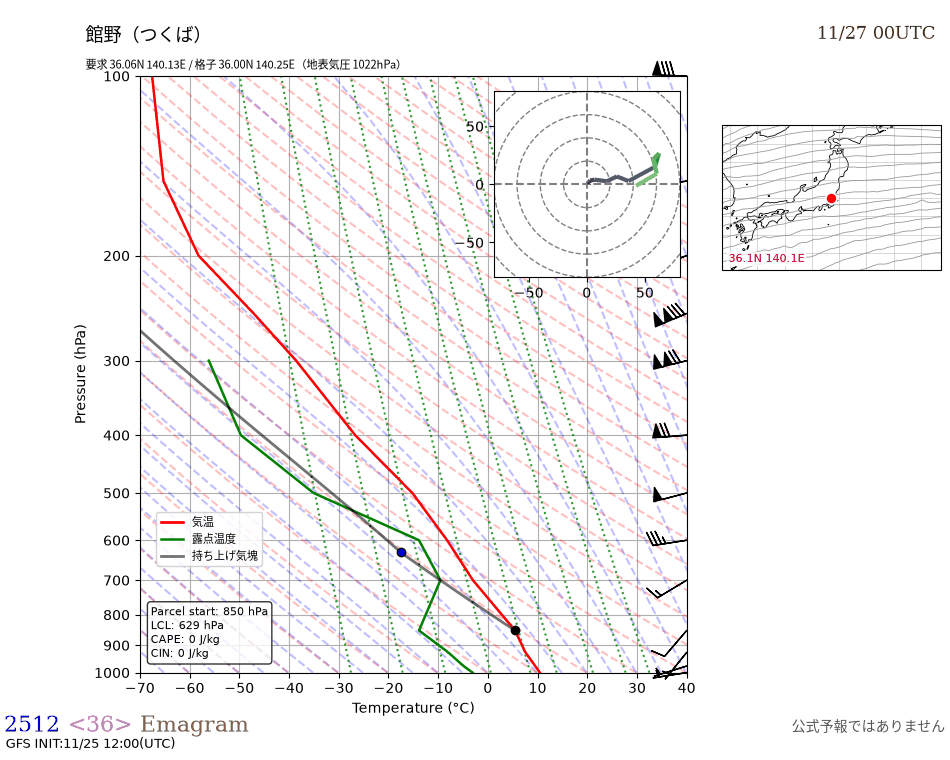 館野（つくば）
11/27 00UTC
要求 36.06N 140.13E / 格子 36.00N 140.25E（地表気圧 1022hPa）
100
200
300
400
500
600
700
800
900
1000
Pressure (hPa)
−70 −60 −50 −40 −30 −20 −10 0 10 20 30 40
Temperature (°C)
50
0
−50
−50 0 50
気温
露点温度
持ち上げ気塊
Parcel start: 850 hPa
LCL: 629 hPa
CAPE: 0 J/kg
CIN: 0 J/kg
36.1N 140.1E
2512 <36> Emagram
公式予報ではありません
GFS INIT:11/25 12:00(UTC)